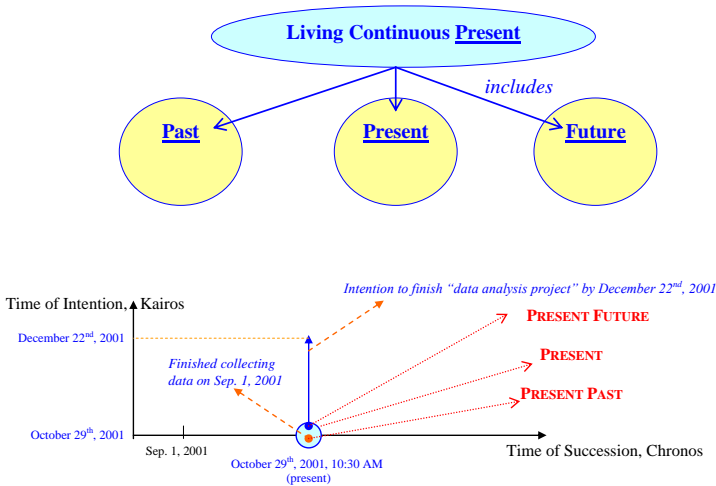 Living Continuous Present
includes
Past
Present
Future
Intention to finish “data analysis project” by December 22nd, 2001
Time of Intention, Kairos
PRESENT FUTURE
December 22nd, 2001
Finished collecting
data on Sep. 1, 2001
PRESENT
PRESENT PAST
October 29th, 2001
Sep. 1, 2001
Time of Succession, Chronos
October 29th, 2001, 10:30 AM
(present)